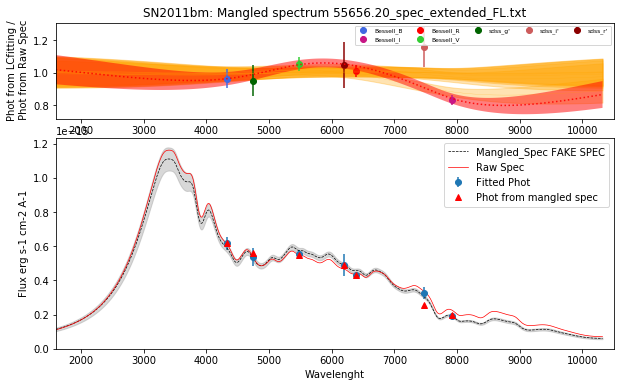 SN2011bm: Mangled spectrum 55656.20_spec_extended_FL.txt
Phot from LCfitting /
Phot from Raw Spec
1.2
1.0
0.8
Bessell_B
Bessell_I
Bessell_R
Bessell_V
sdss_g'
sdss_i'
sdss_r'
2000 3000 4000 5000 6000 7000 8000 9000 10000
Flux erg s-1 cm-2 A-1
1.2
1.0
0.8
0.6
0.4
0.2
0.0
Mangled_Spec FAKE SPEC
Raw Spec
Fitted Phot
Phot from mangled spec
2000 3000 4000 5000 6000 7000 8000 9000 10000
Wavelenght